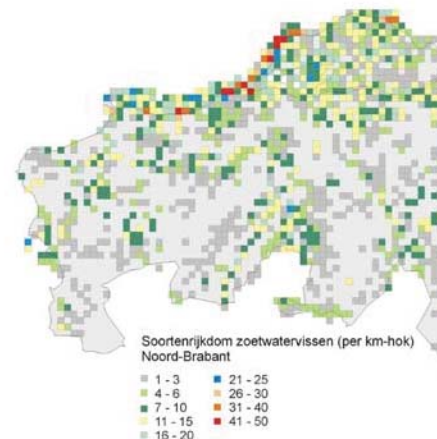 Soortenrijkdom zoetwatervissen (per km-hok)
Noord-Brabant
1 - 3
4 - 6
7 - 10
11 - 15
16 - 20
21 - 25
26 - 30
31 - 40
41 - 50